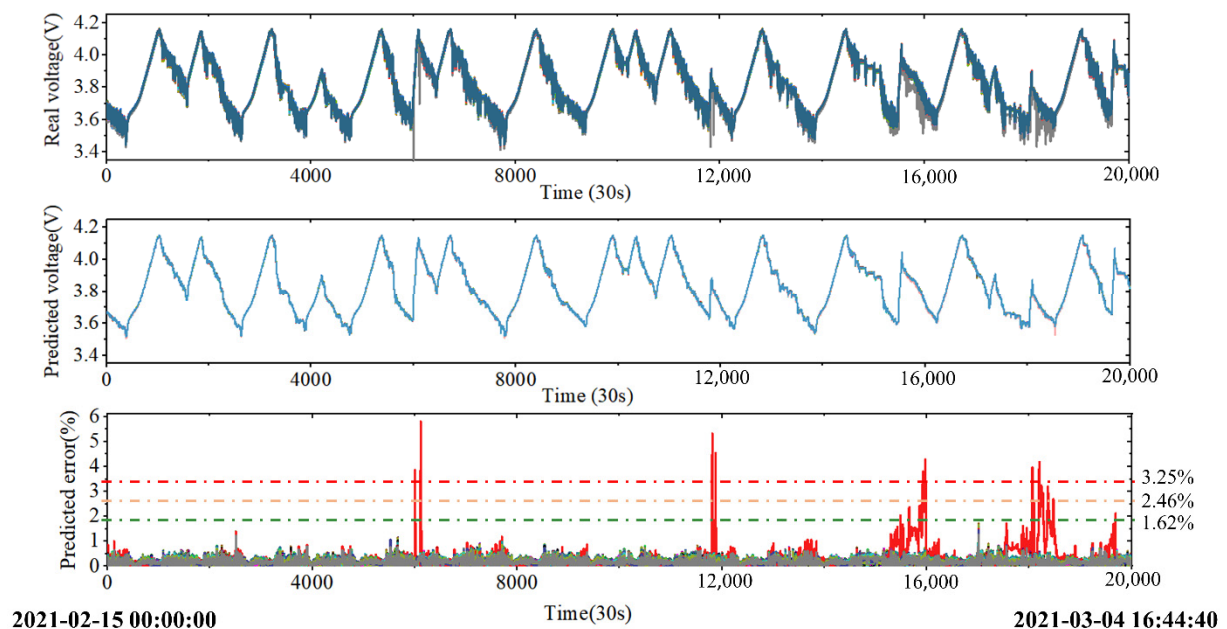 Real voltage(V)
4.2
4.0
3.8
3.6
3.4
0 4000 8000 12,000 16,000 20,000
Time (30s)
Predicted voltage(V)
4.2
4.0
3.8
3.6
3.4
0 4000 8000 12,000 16,000 20,000
Time (30s)
Predicted error(%)
6
5
4
3
2
1
0
3.25%
2.46%
1.62%
0 4000 8000 12,000 16,000 20,000
Time(30s)
2021-02-15 00:00:00 2021-03-04 16:44:40